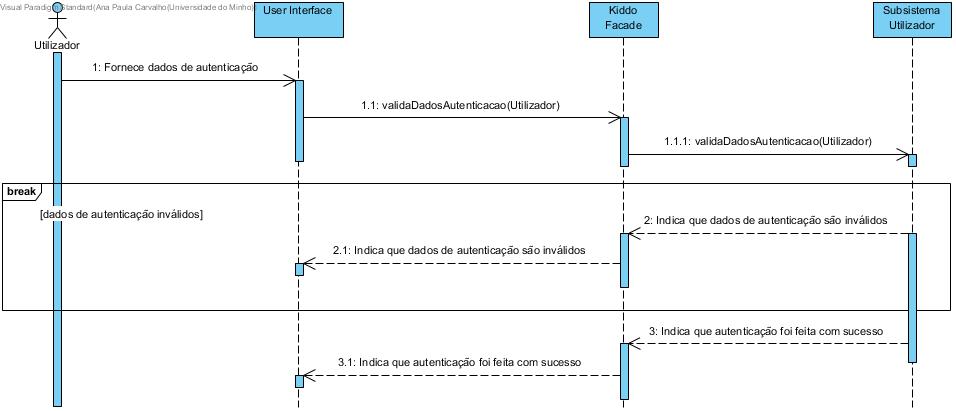 Visual Paradigm Standard(Ana Paula Carvalho(Universidade do Minho))
User Interface
Kiddo
Facade
Subsistema
Utilizador
Utilizador
1: Fornece dados de autenticação
1.1: validaDadosAutenticacao(Utilizador)
1.1.1: validaDadosAutenticacao(Utilizador)
break
[dados de autenticação inválidos]
2: Indica que dados de autenticação são inválidos
2.1: Indica que dados de autenticação são inválidos
3: Indica que autenticação foi feita com sucesso
3.1: Indica que autenticação foi feita com sucesso